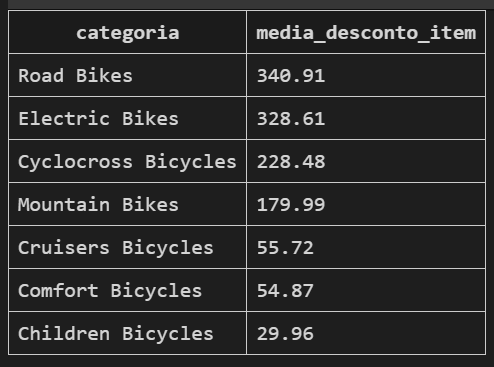 categoria media_desconto_item
Road Bikes 340.91
Electric Bikes 328.61
Cyclocross Bicycles 228.48
Mountain Bikes 179.99
Cruisers Bicycles 55.72
Comfort Bicycles 54.87
Children Bicycles 29.96